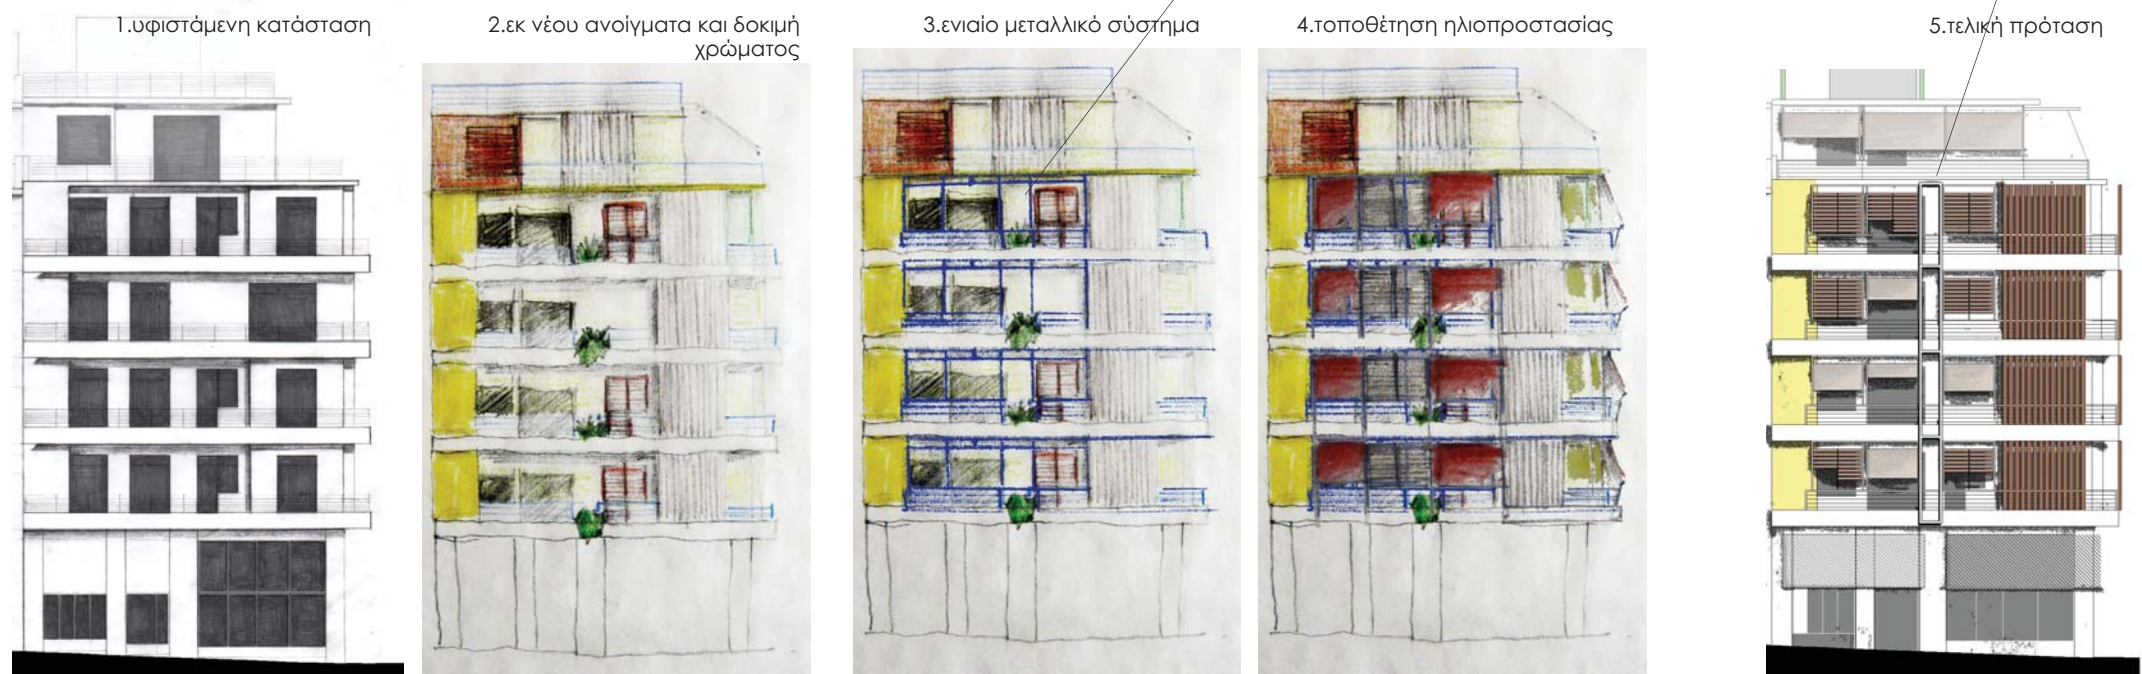 1.υφιστάμενη κατάσταση
2.εκ νέου ανοίγματα και δοκιμή
χρώματος
3.ενιαίο μεταλλικό σύστημα
4.τοποθέτηση ηλιοπροστασίας
5.τελική πρόταση